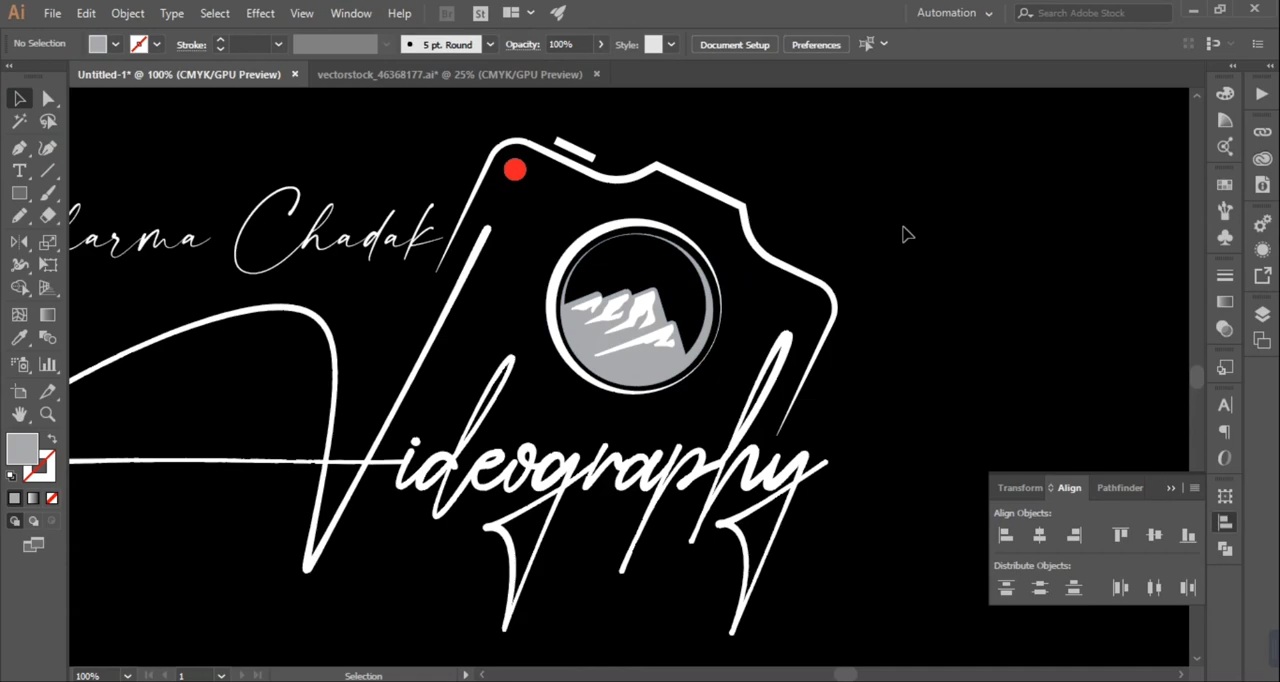 Ai File Edit Object Type Select Effect View Window Help Br St Automation Search Adobe Stock
No Selection Stroke: 5 pt. Round Opacity: 100% Style: Document Setup Preferences
Untitled-1* @ 100% (CMYK/GPU Preview) × vectorstock_46368177.ai* @ 25% (CMYK/GPU Preview) ×
arma Chadak
Videography
Transform Align Pathfinder
Align Objects:
Distribute Objects:
100% 1 Selection